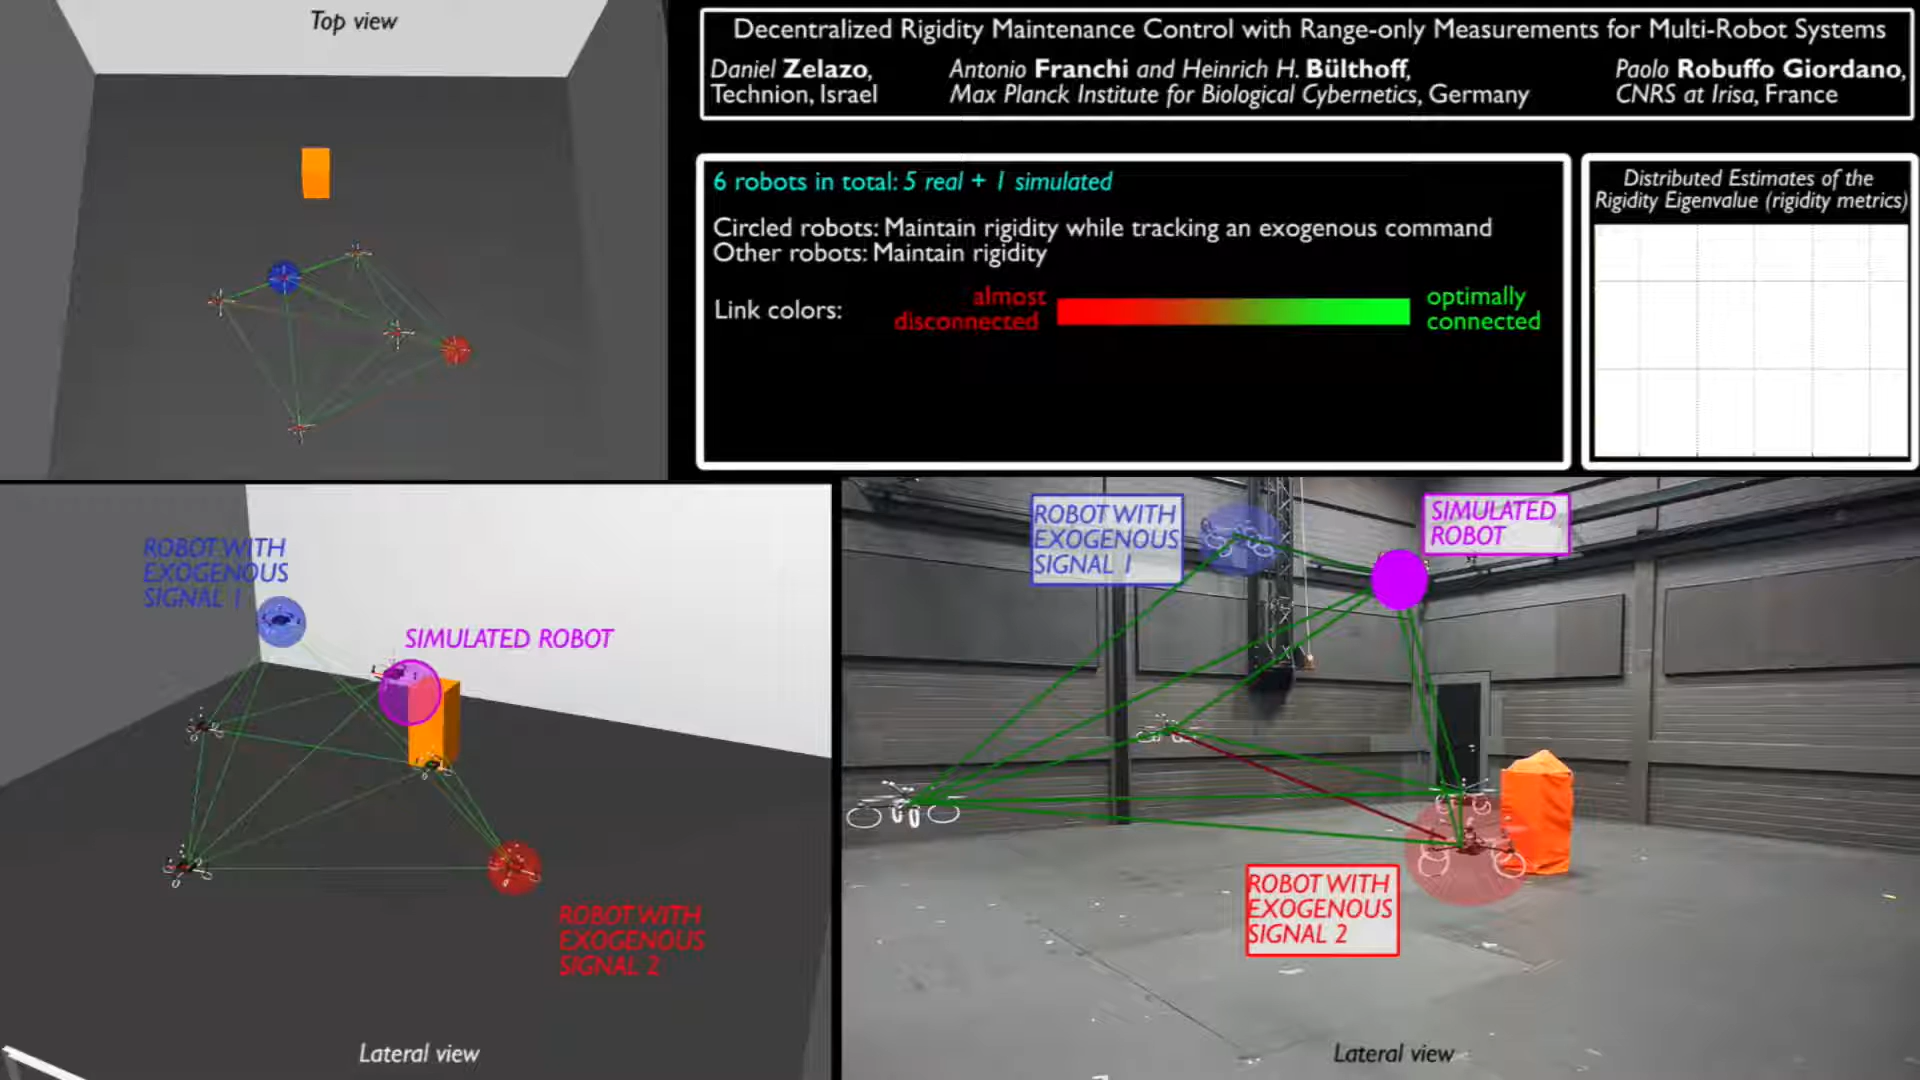 Top view
Decentralized Rigidity Maintenance Control with Range-only Measurements for Multi-Robot Systems
Daniel Zelazo,
Technion, Israel
Antonio Franchi and Heinrich H. Bülthoff,
Max Planck Institute for Biological Cybernetics, Germany
Paolo Robuffo Giordano,
CNRS at Irisa, France
6 robots in total: 5 real + 1 simulated
Circled robots: Maintain rigidity while tracking an exogenous command
Other robots: Maintain rigidity
Link colors:
almost
disconnected
optimally
connected
Distributed Estimates of the
Rigidity Eigenvalue (rigidity metrics)
ROBOT WITH
EXOGENOUS
SIGNAL 1
SIMULATED ROBOT
ROBOT WITH
EXOGENOUS
SIGNAL 2
Lateral view
ROBOT WITH
EXOGENOUS
SIGNAL 1
SIMULATED
ROBOT
ROBOT WITH
EXOGENOUS
SIGNAL 2
Lateral view